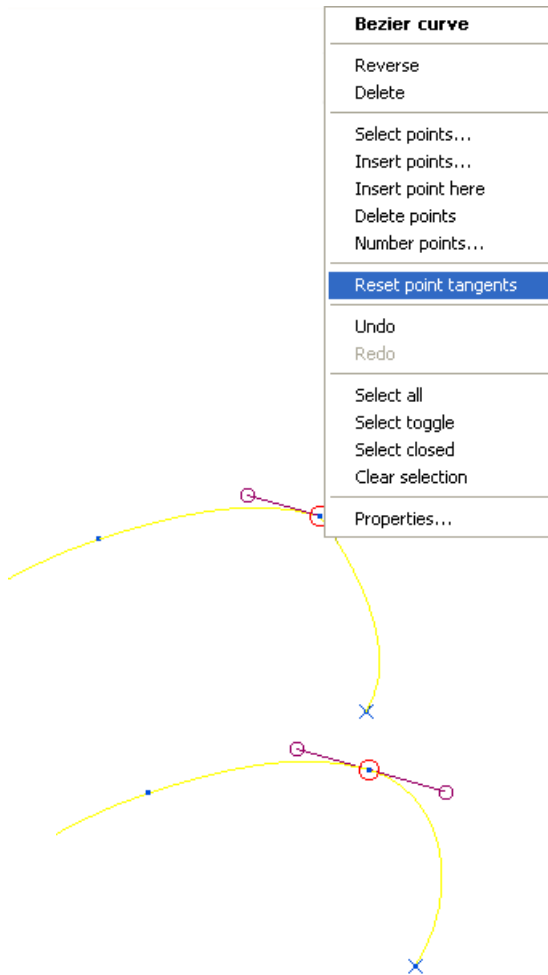 Bezier curve
Reverse
Delete
Select points...
Insert points...
Insert point here
Delete points
Number points...
Reset point tangents
Undo
Redo
Select all
Select toggle
Select closed
Clear selection
Properties...